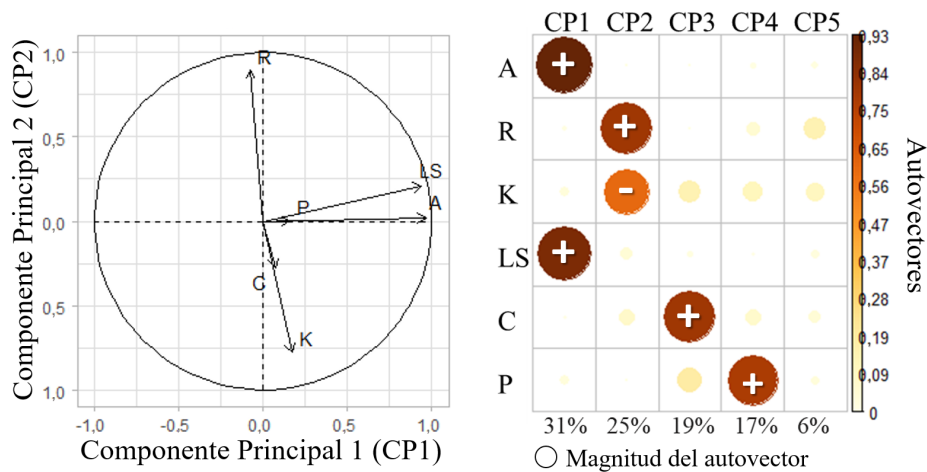 Componente Principal 2 (CP2)
1,0
0,5
0,0
0,5
1,0
R
LS
A
P
C
K
-1,0 -0,5 0,0 0,5 1,0
Componente Principal 1 (CP1)
CP1 CP2 CP3 CP4 CP5
A +
R +
K -
LS +
C +
P +
31% 25% 19% 17% 6%
Magnitud del autovector
0,93
0,84
0,75
0,65
0,56
0,47
0,37
0,28
0,19
0,09
0
Autovectores